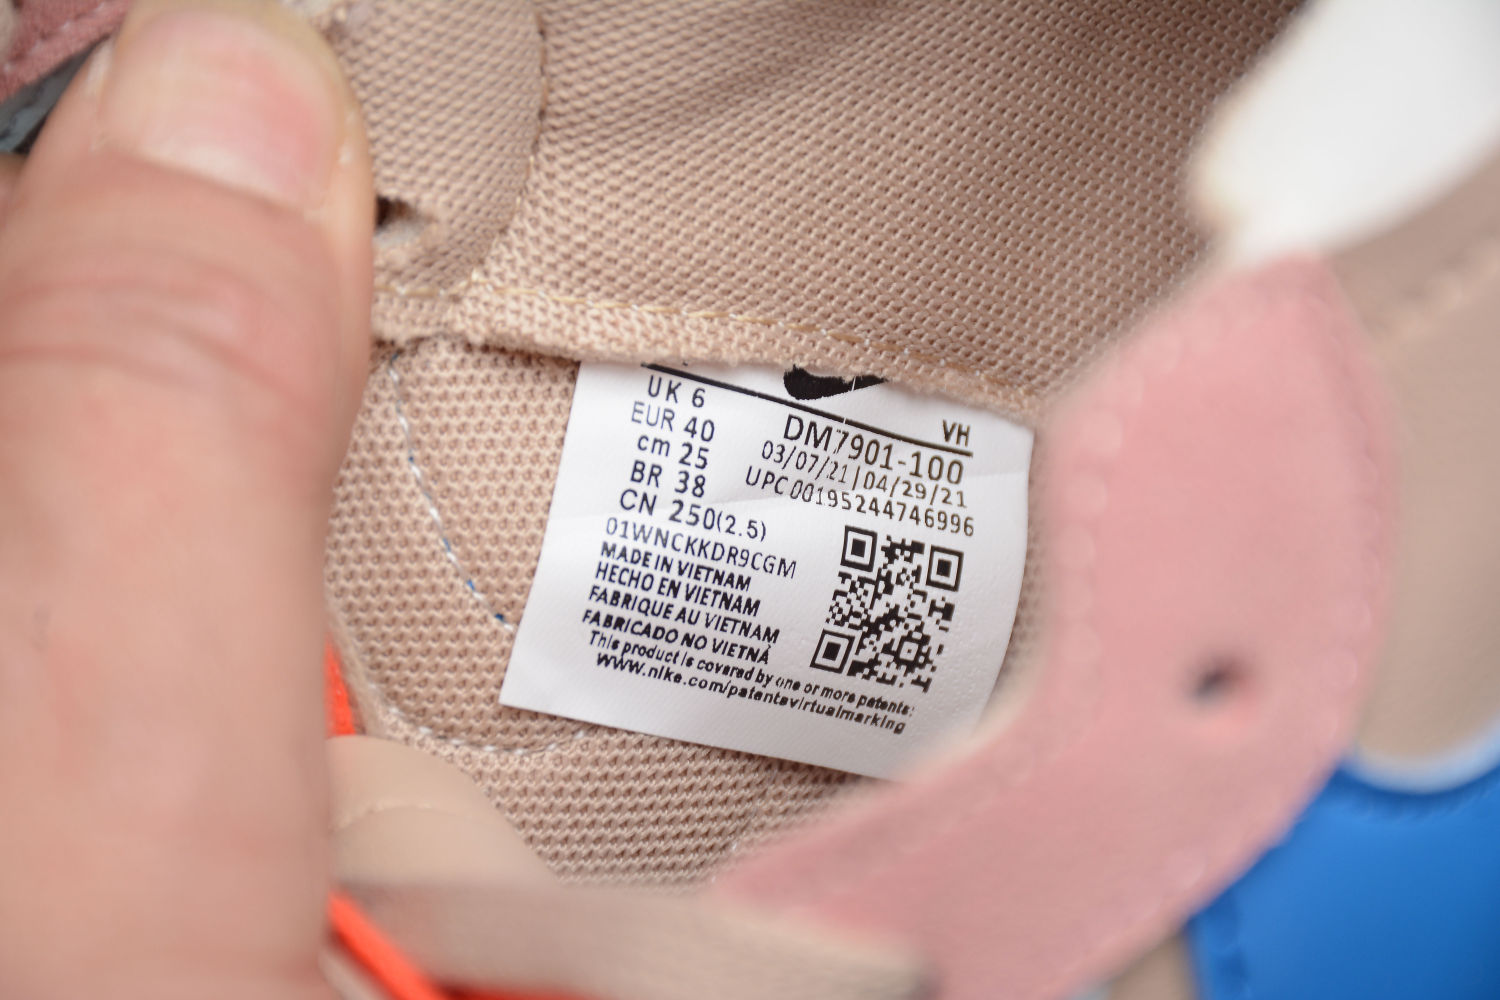 UK 6
EUR 40
cm 25
BR 38
CN 250(2.5)
VH
DM7901-100
03/07/21|04/29/21
UPC 00195244746996
01WNCKKDR9CGM
MADE IN VIETNAM
HECHO EN VIETNAM
FABRIQUE AU VIETNAM
FABRICADO NO VIETNÃ
This product is covered by one or more patents:
www.nike.com/patentsvirtualmarking